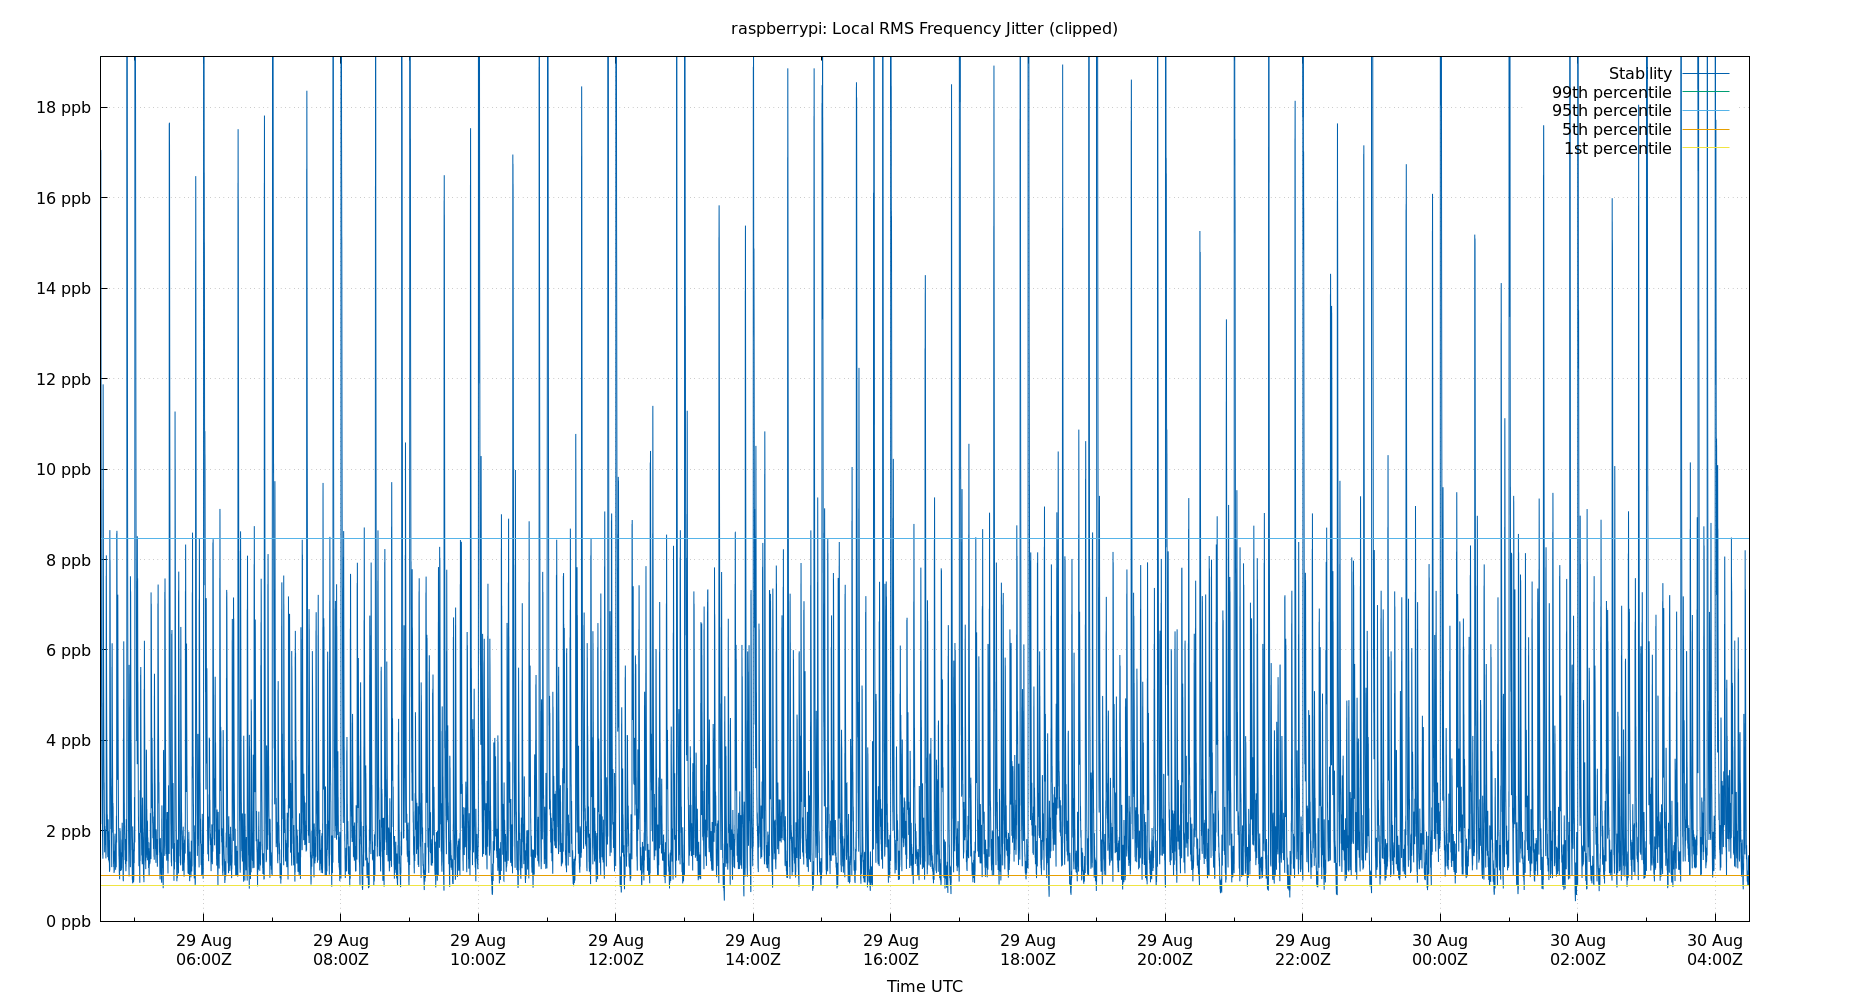 raspberrypi: Local RMS Frequency Jitter (clipped)
Stability
99th percentile
95th percentile
5th percentile
1st percentile
18 ppb
16 ppb
14 ppb
12 ppb
10 ppb
8 ppb
6 ppb
4 ppb
2 ppb
0 ppb
29 Aug 29 Aug 29 Aug 29 Aug 29 Aug 29 Aug 29 Aug 29 Aug 29 Aug 30 Aug 30 Aug 30 Aug
06:00Z 08:00Z 10:00Z 12:00Z 14:00Z 16:00Z 18:00Z 20:00Z 22:00Z 00:00Z 02:00Z 04:00Z
Time UTC